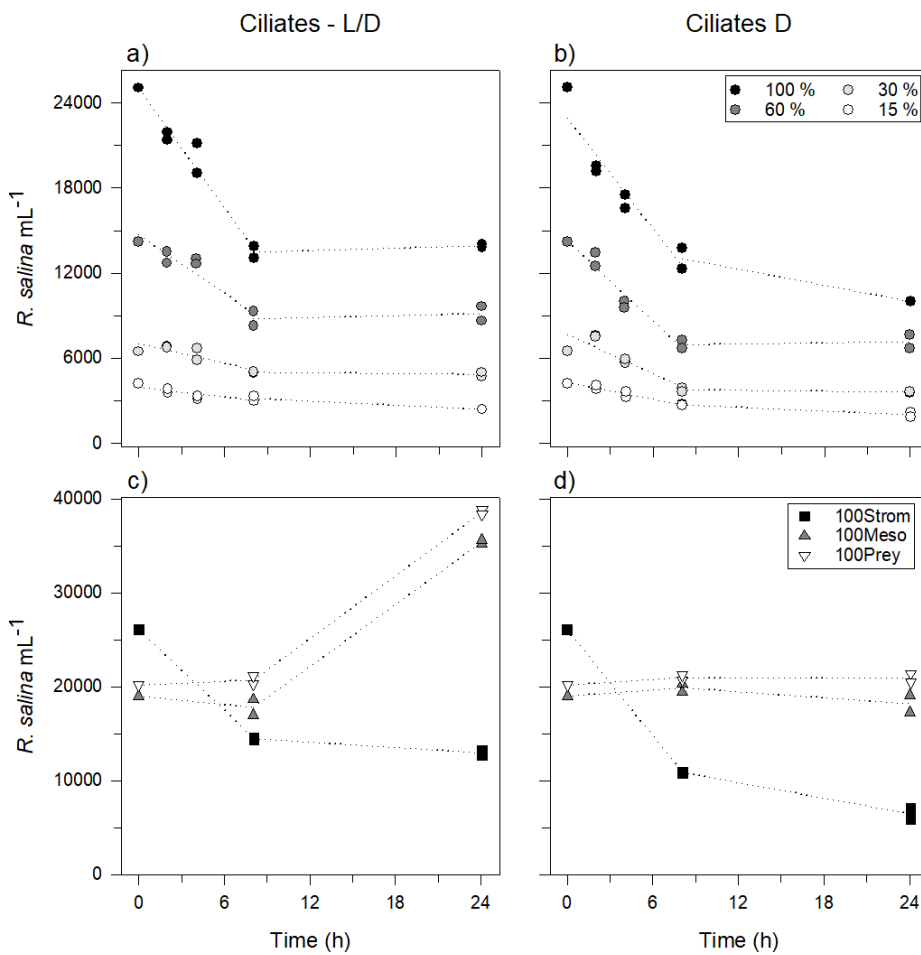 Ciliates - L/D
Ciliates D
a)
b)
24000
18000
12000
6000
0
R. salina mL⁻¹
100 %
60 %
30 %
15 %
c)
d)
40000
30000
20000
10000
0
R. salina mL⁻¹
100Strom
100Meso
100Prey
0 6 12 18 24
0 6 12 18 24
Time (h)
Time (h)